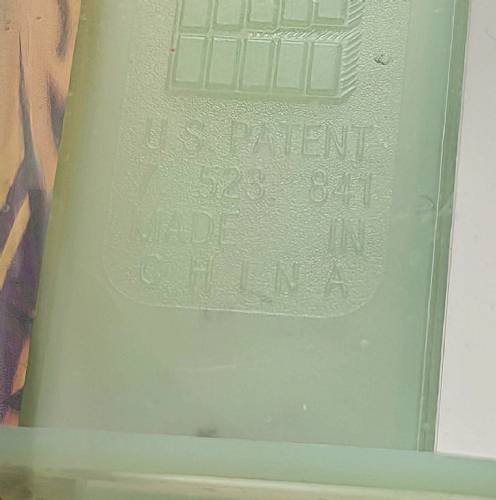 U.S. PATENT
7 523 841
MADE IN
CHINA